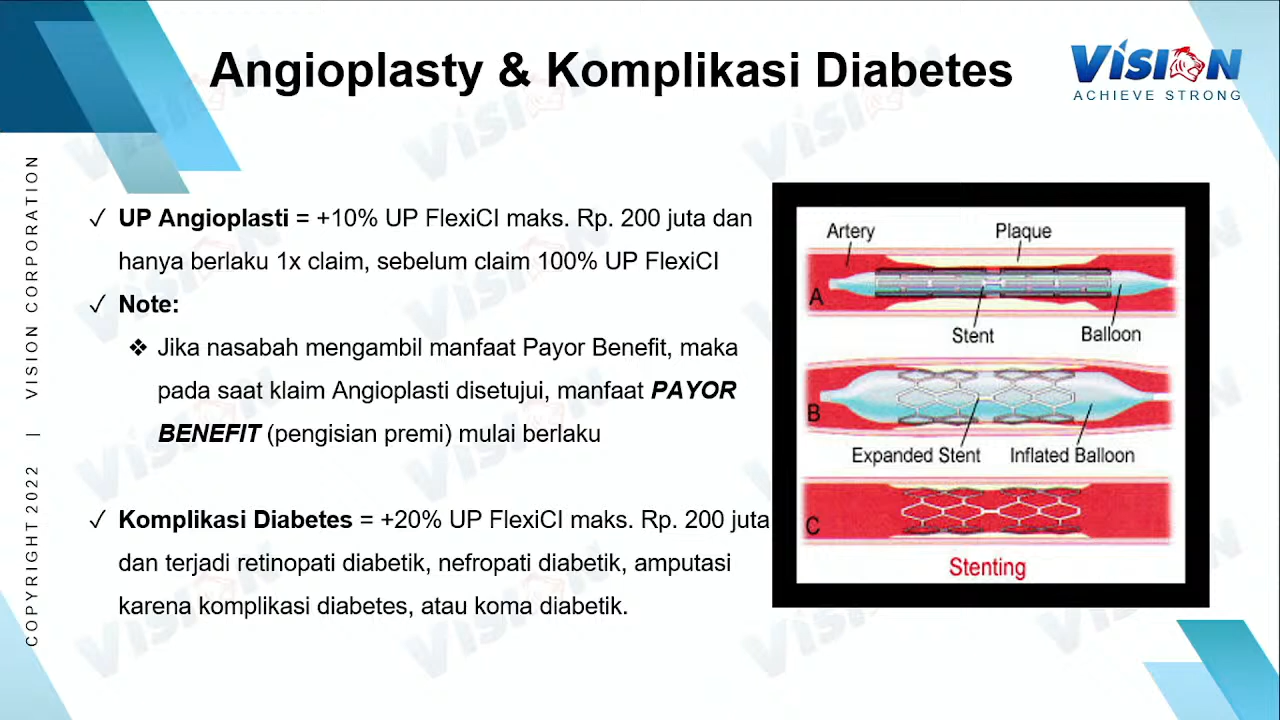 Angioplasty & Komplikasi Diabetes
VISION
ACHIEVE STRONG
COPYRIGHT 2022 | VISION CORPORATION
✓ UP Angioplasti = +10% UP FlexiCI maks. Rp. 200 juta dan
hanya berlaku 1x claim, sebelum claim 100% UP FlexiCI
✓ Note:
❖ Jika nasabah mengambil manfaat Payor Benefit, maka
pada saat klaim Angioplasti disetujui, manfaat PAYOR
BENEFIT (pengisian premi) mulai berlaku
✓ Komplikasi Diabetes = +20% UP FlexiCI maks. Rp. 200 juta
dan terjadi retinopati diabetik, nefropati diabetik, amputasi
karena komplikasi diabetes, atau koma diabetik.
Artery Plaque
A
Stent Balloon
B
Expanded Stent Inflated Balloon
C
Stenting